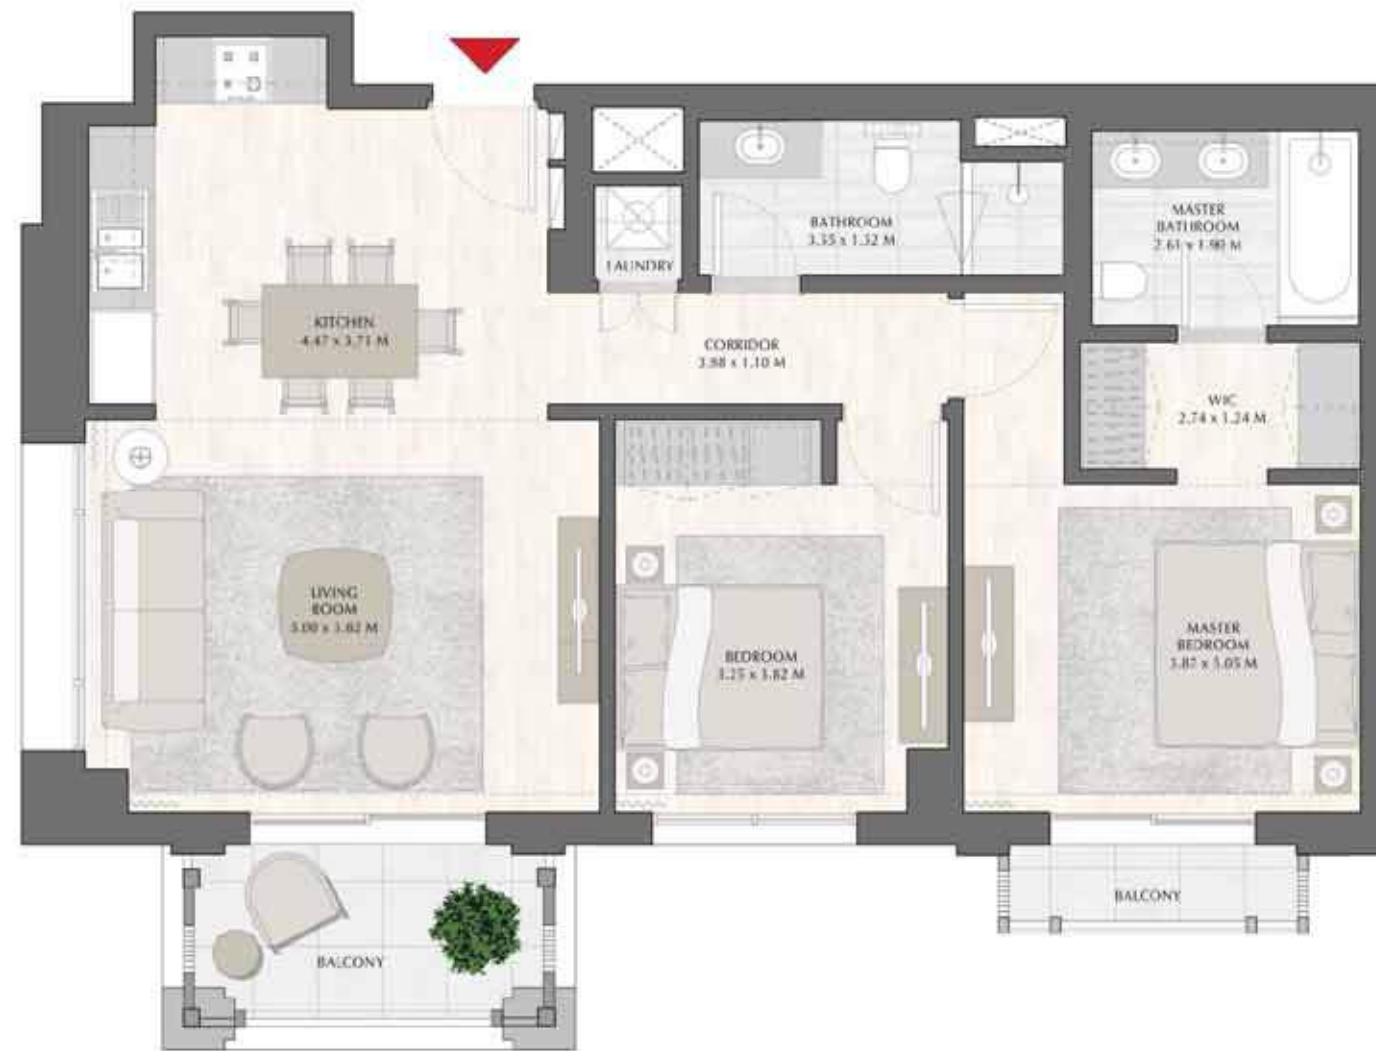 MASTER
BATHROOM
2.61 x 1.90 M
BATHROOM
3.35 x 1.52 M
LAUNDRY
KITCHEN
4.47 x 3.71 M
CORRIDOR
3.98 x 1.10 M
WIC
2.74 x 1.24 M
LIVING
ROOM
5.00 x 3.82 M
BEDROOM
3.25 x 3.82 M
MASTER
BEDROOM
3.87 x 3.05 M
BALCONY
BALCONY